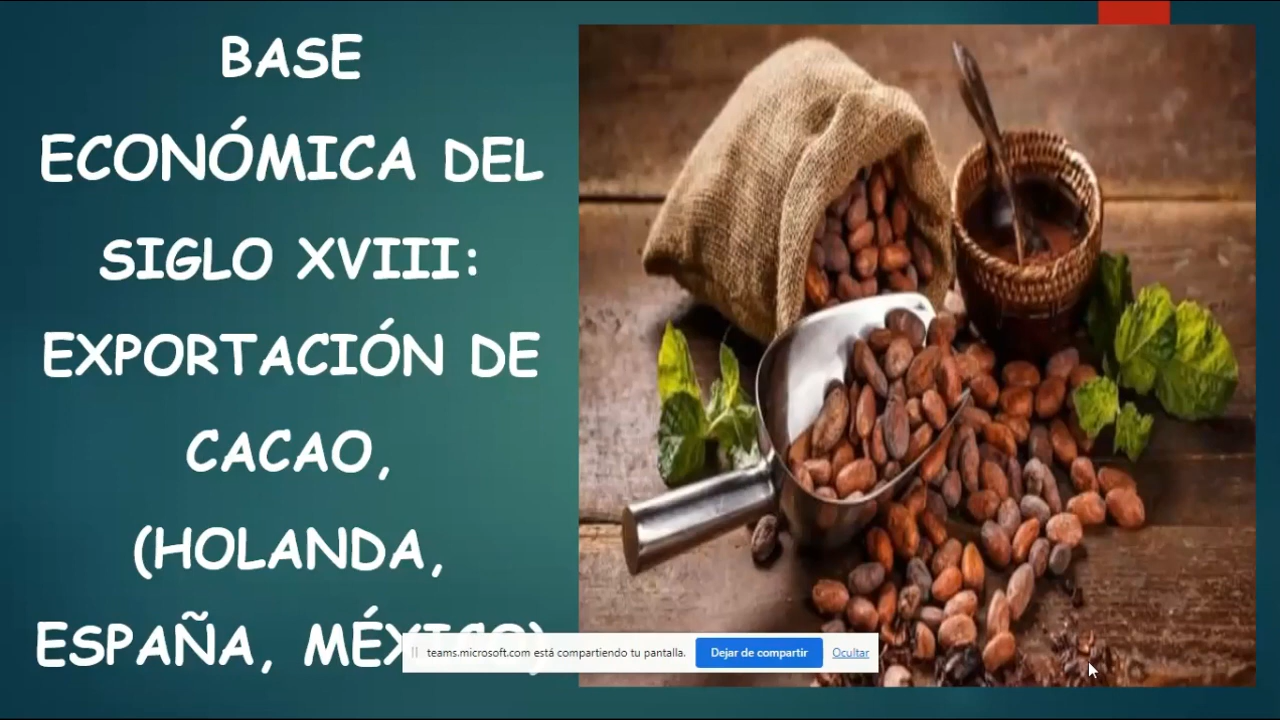 BASE
ECONÓMICA DEL
SIGLO XVIII:
EXPORTACIÓN DE
CACAO,
(HOLANDA,
ESPAÑA, MÉXICO)
teams.microsoft.com está compartiendo tu pantalla.
Dejar de compartir
Ocultar